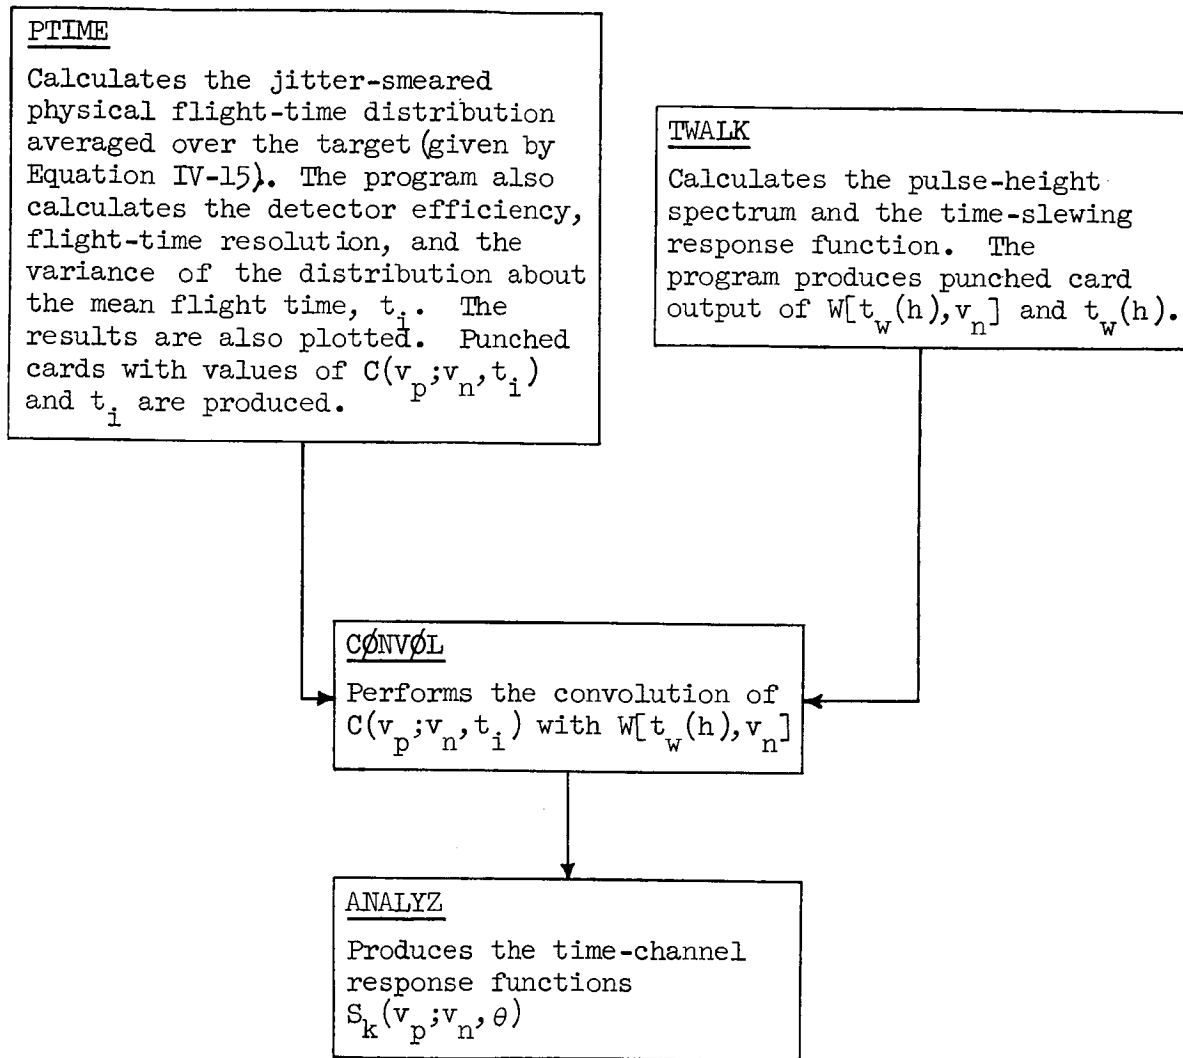 PTIME
Calculates the jitter-smeared
physical flight-time distribution
averaged over the target (given by
Equation IV-15). The program also
calculates the detector efficiency,
flight-time resolution, and the
variance of the distribution about
the mean flight time, t_i. The
results are also plotted. Punched
cards with values of C(v_p;v_n,t_i)
and t_i are produced.
TWALK
Calculates the pulse-height
spectrum and the time-slewing
response function. The
program produces punched card
output of W[t_w(h),v_n] and t_w(h).
CØNVØL
Performs the convolution of
C(v_p;v_n,t_i) with W[t_w(h),v_n]
ANALYZ
Produces the time-channel
response functions
S_k(v_p;v_n,θ)